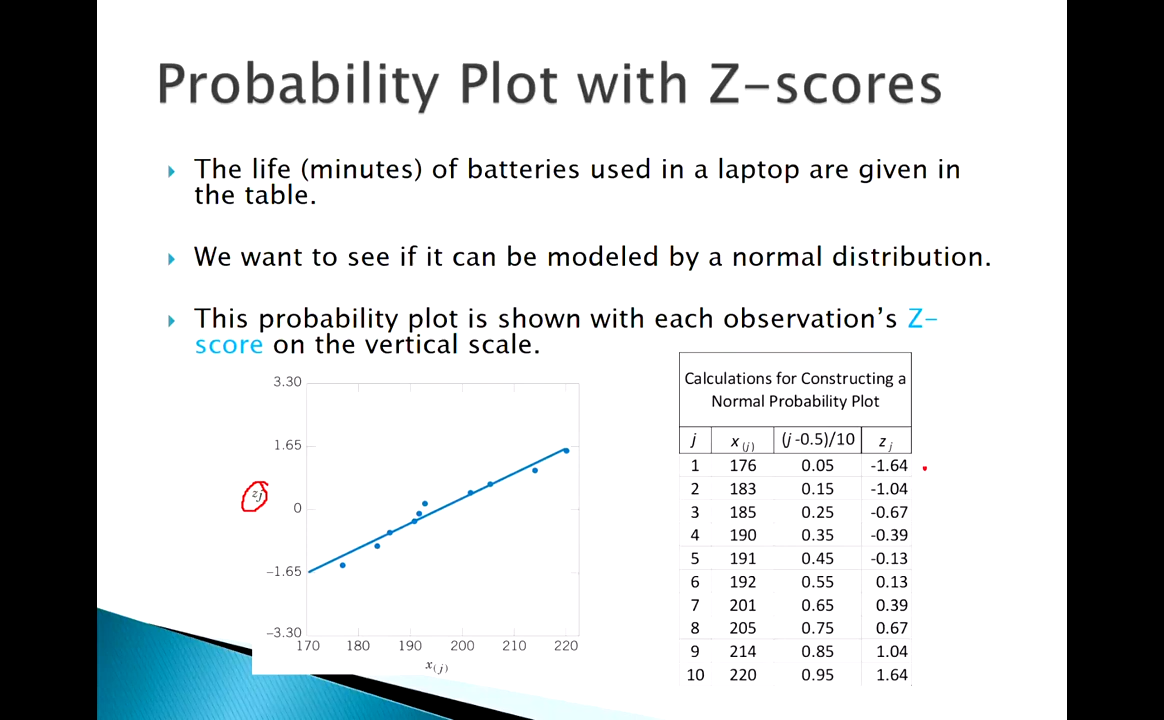 Probability Plot with Z-scores
The life (minutes) of batteries used in a laptop are given in
the table.
We want to see if it can be modeled by a normal distribution.
This probability plot is shown with each observation's Z-
score on the vertical scale.
3.30
1.65
zj
0
-1.65
-3.30
170 180 190 200 210 220
x(j)
Calculations for Constructing a
Normal Probability Plot
j x(j) (j-0.5)/10 zj
1 176 0.05 -1.64
2 183 0.15 -1.04
3 185 0.25 -0.67
4 190 0.35 -0.39
5 191 0.45 -0.13
6 192 0.55 0.13
7 201 0.65 0.39
8 205 0.75 0.67
9 214 0.85 1.04
10 220 0.95 1.64